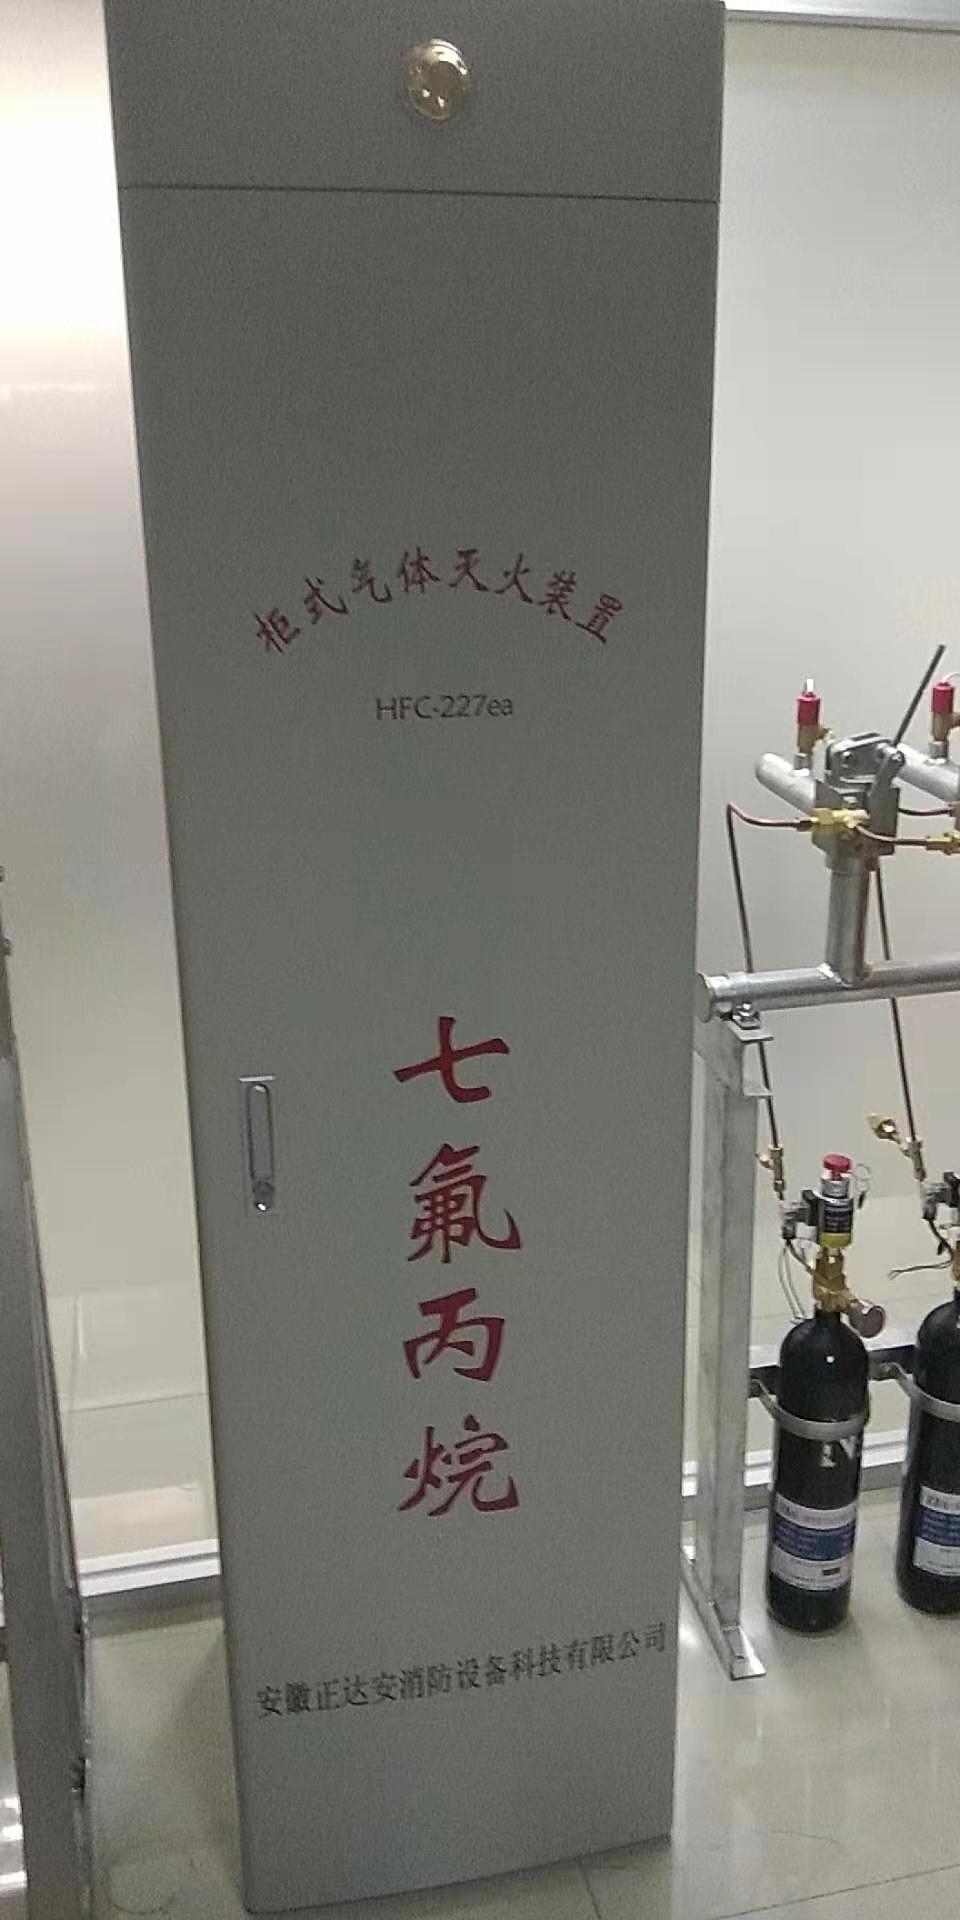 柜式气体灭火装置
HFC-227ea
七氟丙烷
安徽正达安消防设备科技有限公司